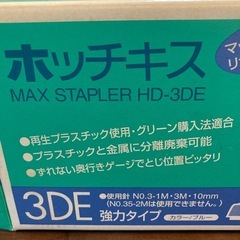 ホッチキス
マッ
リ
MAX STAPLER HD-3DE
•再生プラスチック使用・グリーン購入法適合
•プラスチックと金属に分離廃棄可能
•ずれない奥行きゲージでとじ位置ピッタリ
3DE
•使用針 NO.3-1M・3M・10mm
(NO.35-2Mは使用できません。)
強力タイプ
カラー/ブルー